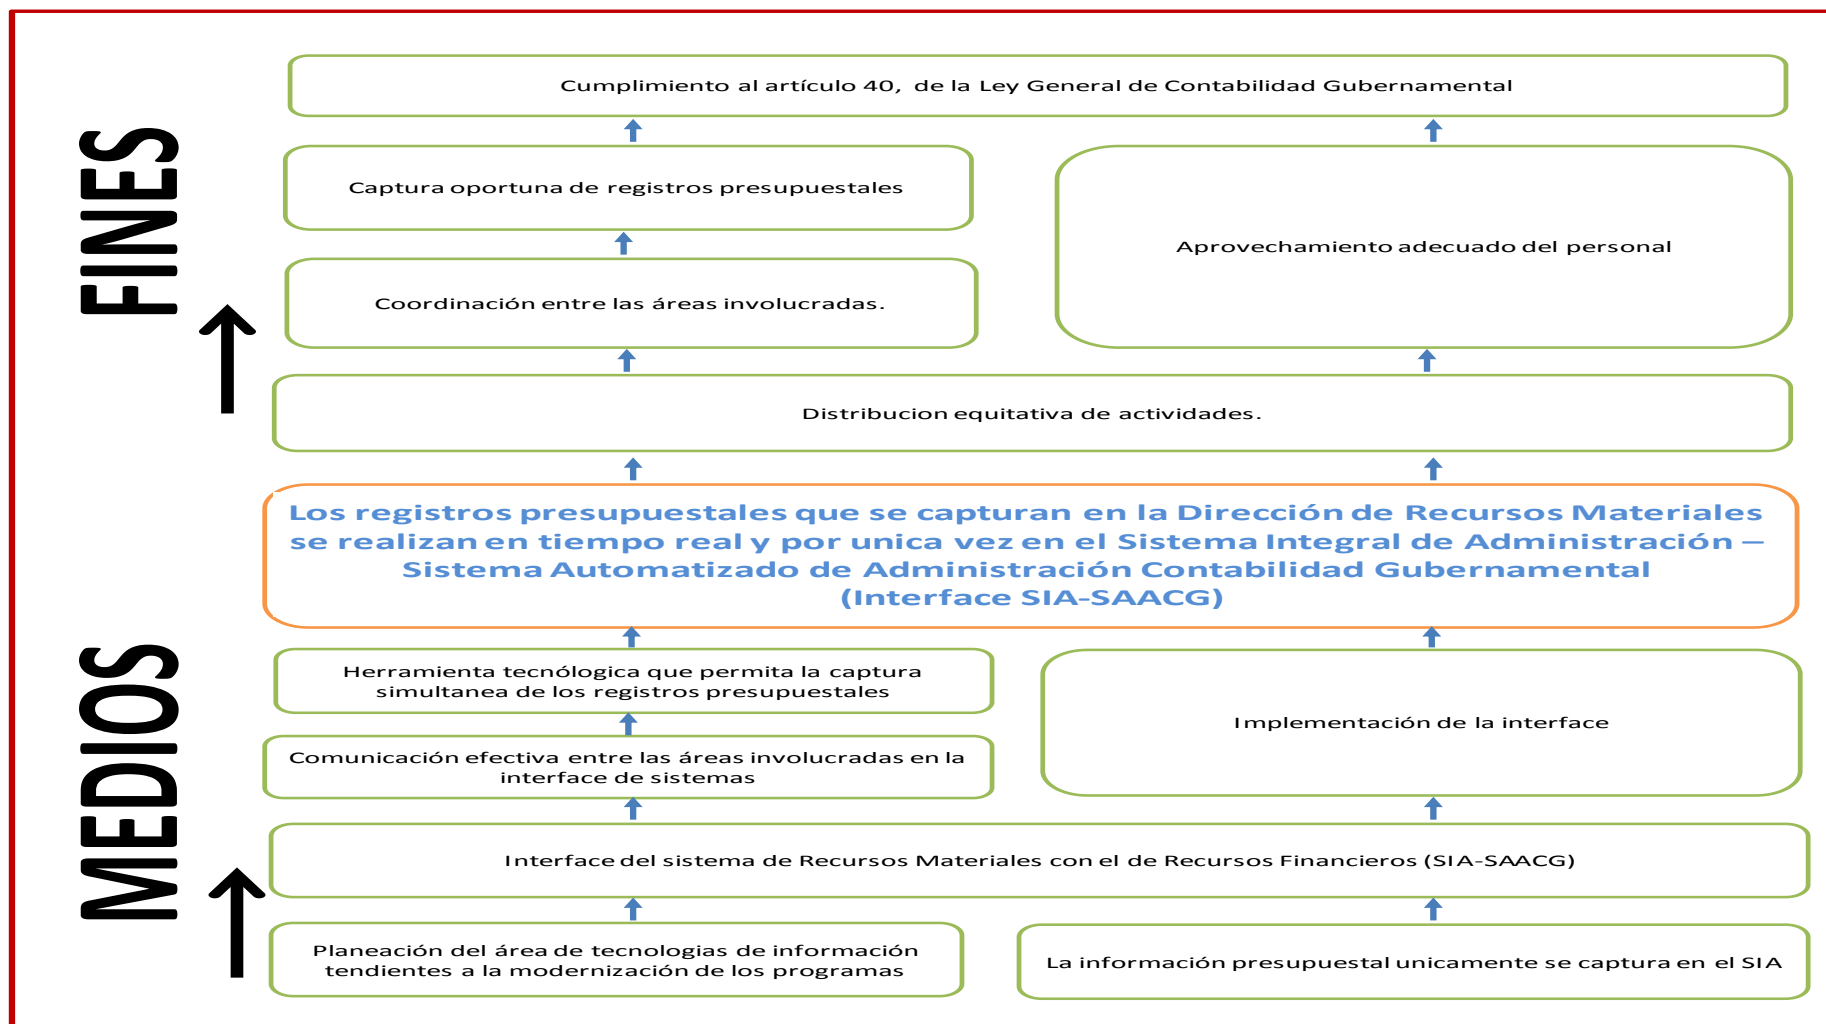 FINES
Cumplimiento al artículo 40, de la Ley General de Contabilidad Gubernamental
Captura oportuna de registros presupuestales
Aprovechamiento adecuado del personal
Coordinación entre las áreas involucradas.
Distribucion equitativa de actividades.
Los registros presupuestales que se capturan en la Dirección de Recursos Materiales
se realizan en tiempo real y por unica vez en el Sistema Integral de Administración –
Sistema Automatizado de Administración Contabilidad Gubernamental
(Interface SIA-SAACG)
MEDIOS
Herramienta tecnólogica que permita la captura
simultanea de los registros presupuestales
Implementación de la interface
Comunicación efectiva entre las áreas involucradas en la
interface de sistemas
Interface del sistema de Recursos Materiales con el de Recursos Financieros (SIA-SAACG)
Planeación del área de tecnologias de información
tendientes a la modernización de los programas
La información presupuestal unicamente se captura en el SIA